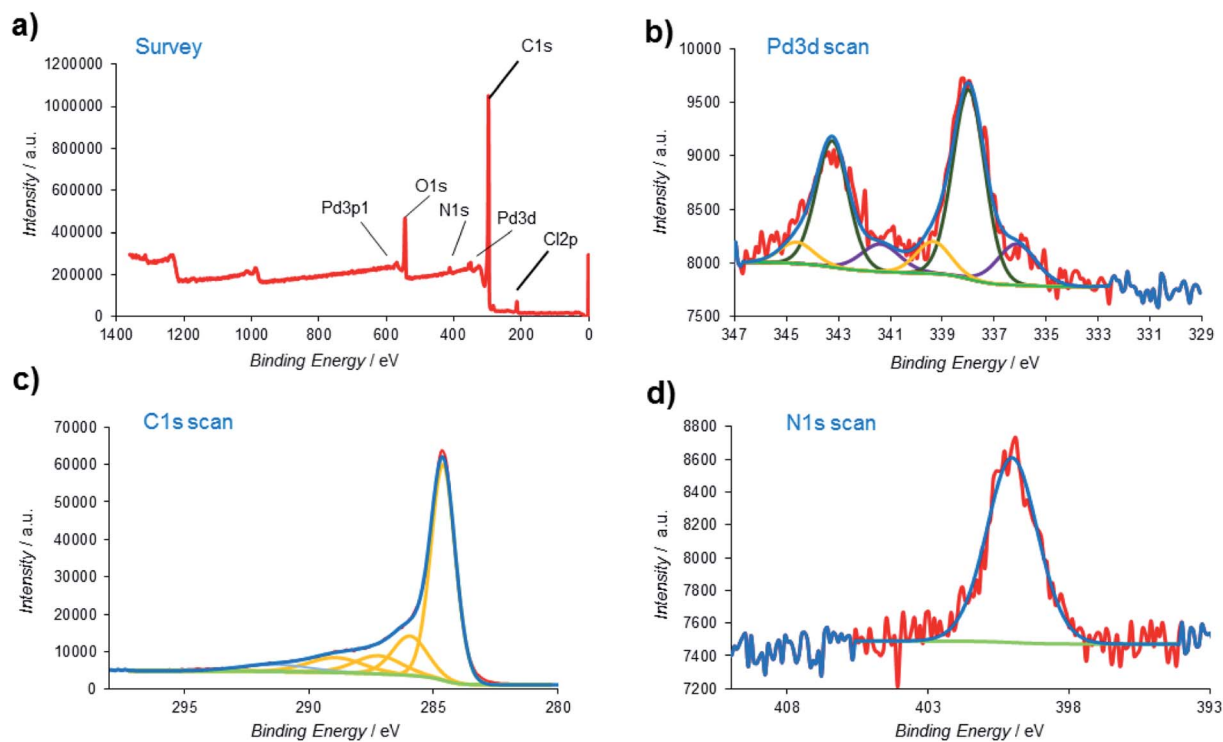 a)
Survey
1200000
1000000
800000
600000
400000
200000
0
Intensity / a.u.
C1s
O1s
Pd3p1
N1s
Pd3d
Cl2p
1400 1200 1000 800 600 400 200 0
Binding Energy / eV
b)
Pd3d scan
10000
9500
9000
8500
8000
7500
Intensity / a.u.
347 345 343 341 339 337 335 333 331 329
Binding Energy / eV
c)
C1s scan
70000
60000
50000
40000
30000
20000
10000
0
Intensity / a.u.
295 290 285 280
Binding Energy / eV
d)
N1s scan
8800
8600
8400
8200
8000
7800
7600
7400
7200
Intensity / a.u.
408 403 398 393
Binding Energy / eV